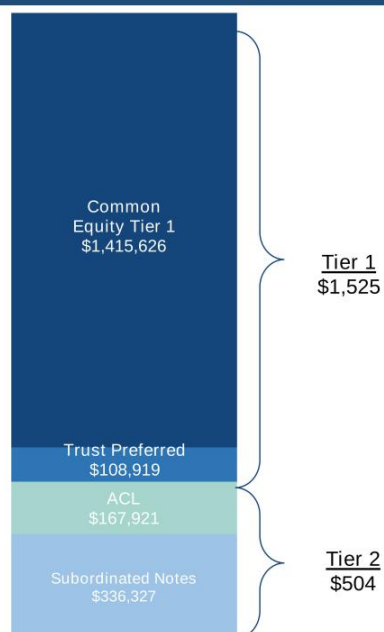 Common
Equity Tier 1
$1,415,626
Tier 1
$1,525
Trust Preferred
$108,919
ACL
$167,921
Subordinated Notes
$336,327
Tier 2
$504